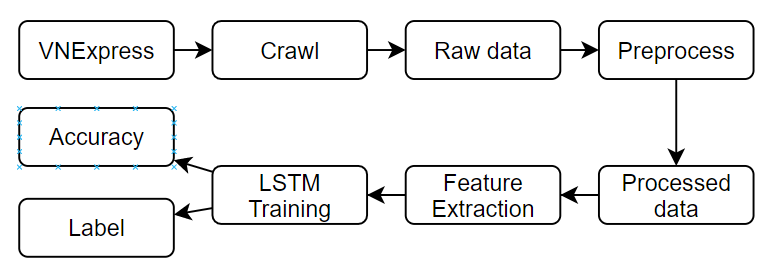 VNExpress
Crawl
Raw data
Preprocess
Accuracy
LSTM
Training
Feature
Extraction
Processed
data
Label